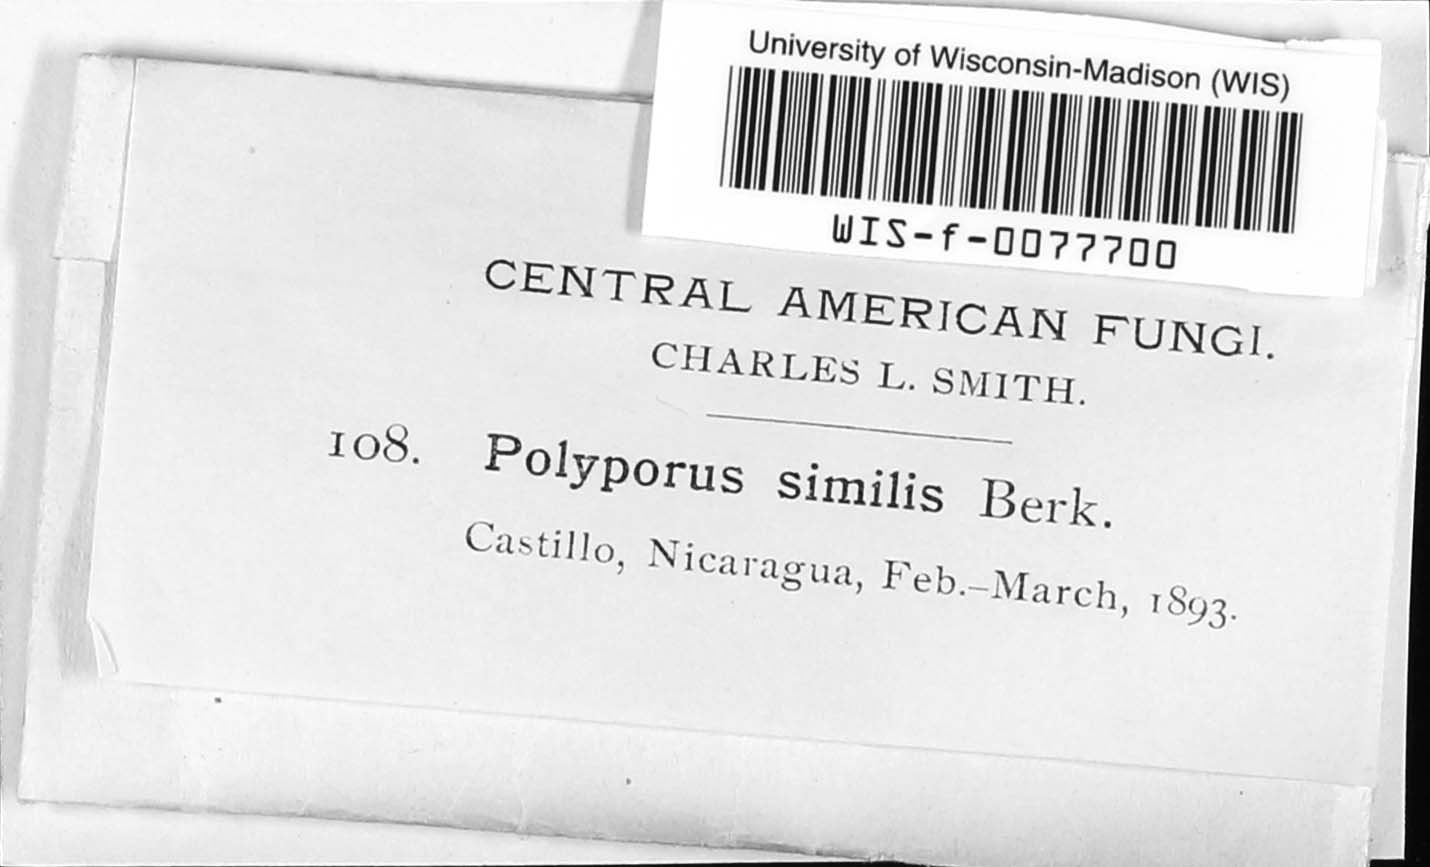 University of Wisconsin-Madison (WIS)
WIS-f-0077700
CENTRAL AMERICAN FUNGI.
CHARLES L. SMITH.
108. Polyporus similis Berk.
Castillo, Nicaragua, Feb.–March, 1893.